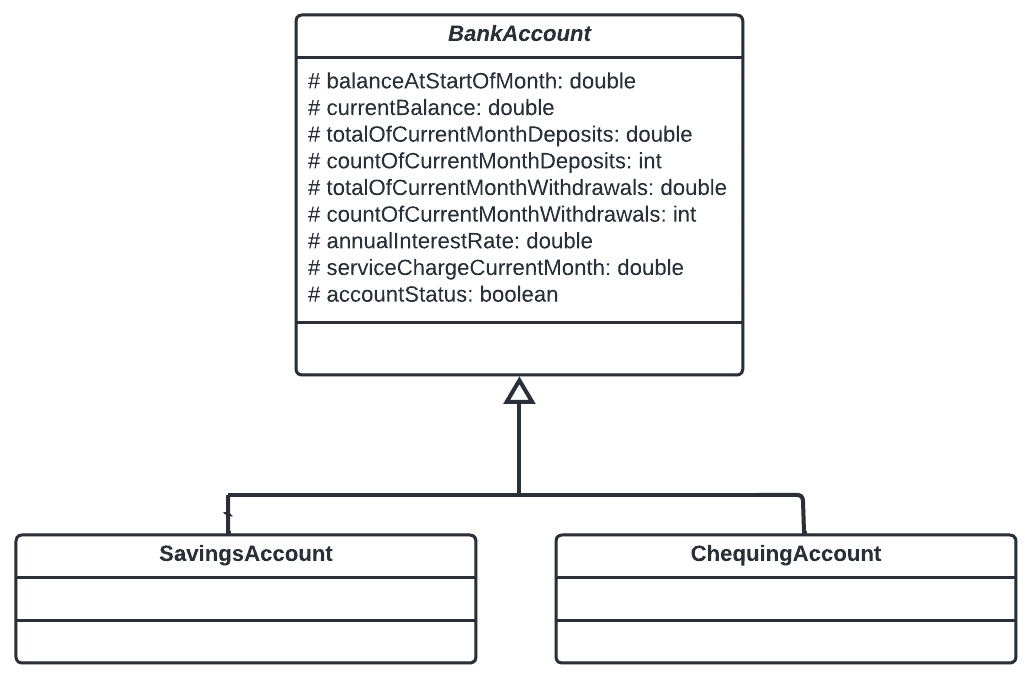 BankAccount
# balanceAtStartOfMonth: double
# currentBalance: double
# totalOfCurrentMonthDeposits: double
# countOfCurrentMonthDeposits: int
# totalOfCurrentMonthWithdrawals: double
# countOfCurrentMonthWithdrawals: int
# annualInterestRate: double
# serviceChargeCurrentMonth: double
# accountStatus: boolean
SavingsAccount
ChequingAccount